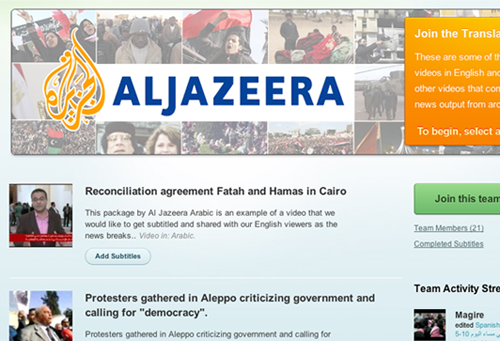 ALJAZEERA
Join the Transla
These are some of th
videos in English and
other videos that con
news output from aro
To begin, select a
Reconciliation agreement Fatah and Hamas in Cairo
This package by Al Jazeera Arabic is an example of a video that we
would like to get subtitled and shared with our English viewers as the
news breaks.. Video in: Arabic.
Add Subtitles
Join this team
Team Members (21)
Completed Subtitles
Protesters gathered in Aleppo criticizing government and
calling for "democracy".
Protesters gathered in Aleppo criticizing government and calling for
Team Activity Stre
Magire
edited Spanish